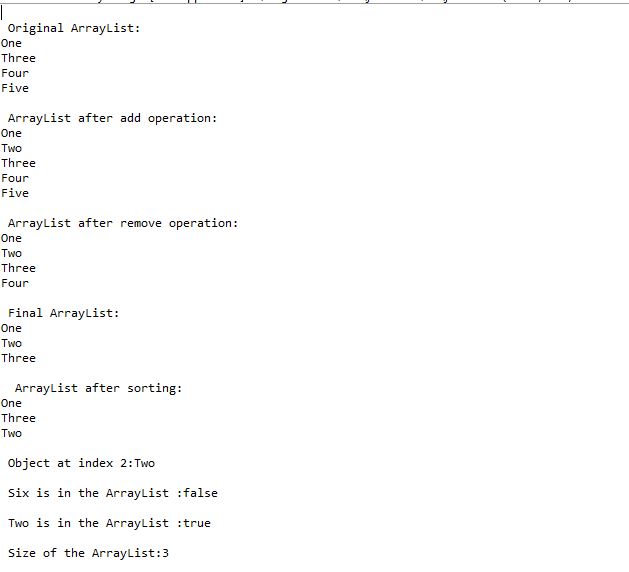 Original ArrayList:
One
Three
Four
Five
ArrayList after add operation:
One
Two
Three
Four
Five
ArrayList after remove operation:
One
Two
Three
Four
Final ArrayList:
One
Two
Three
ArrayList after sorting:
One
Three
Two
Object at index 2:Two
Six is in the ArrayList :false
Two is in the ArrayList :true
Size of the ArrayList:3